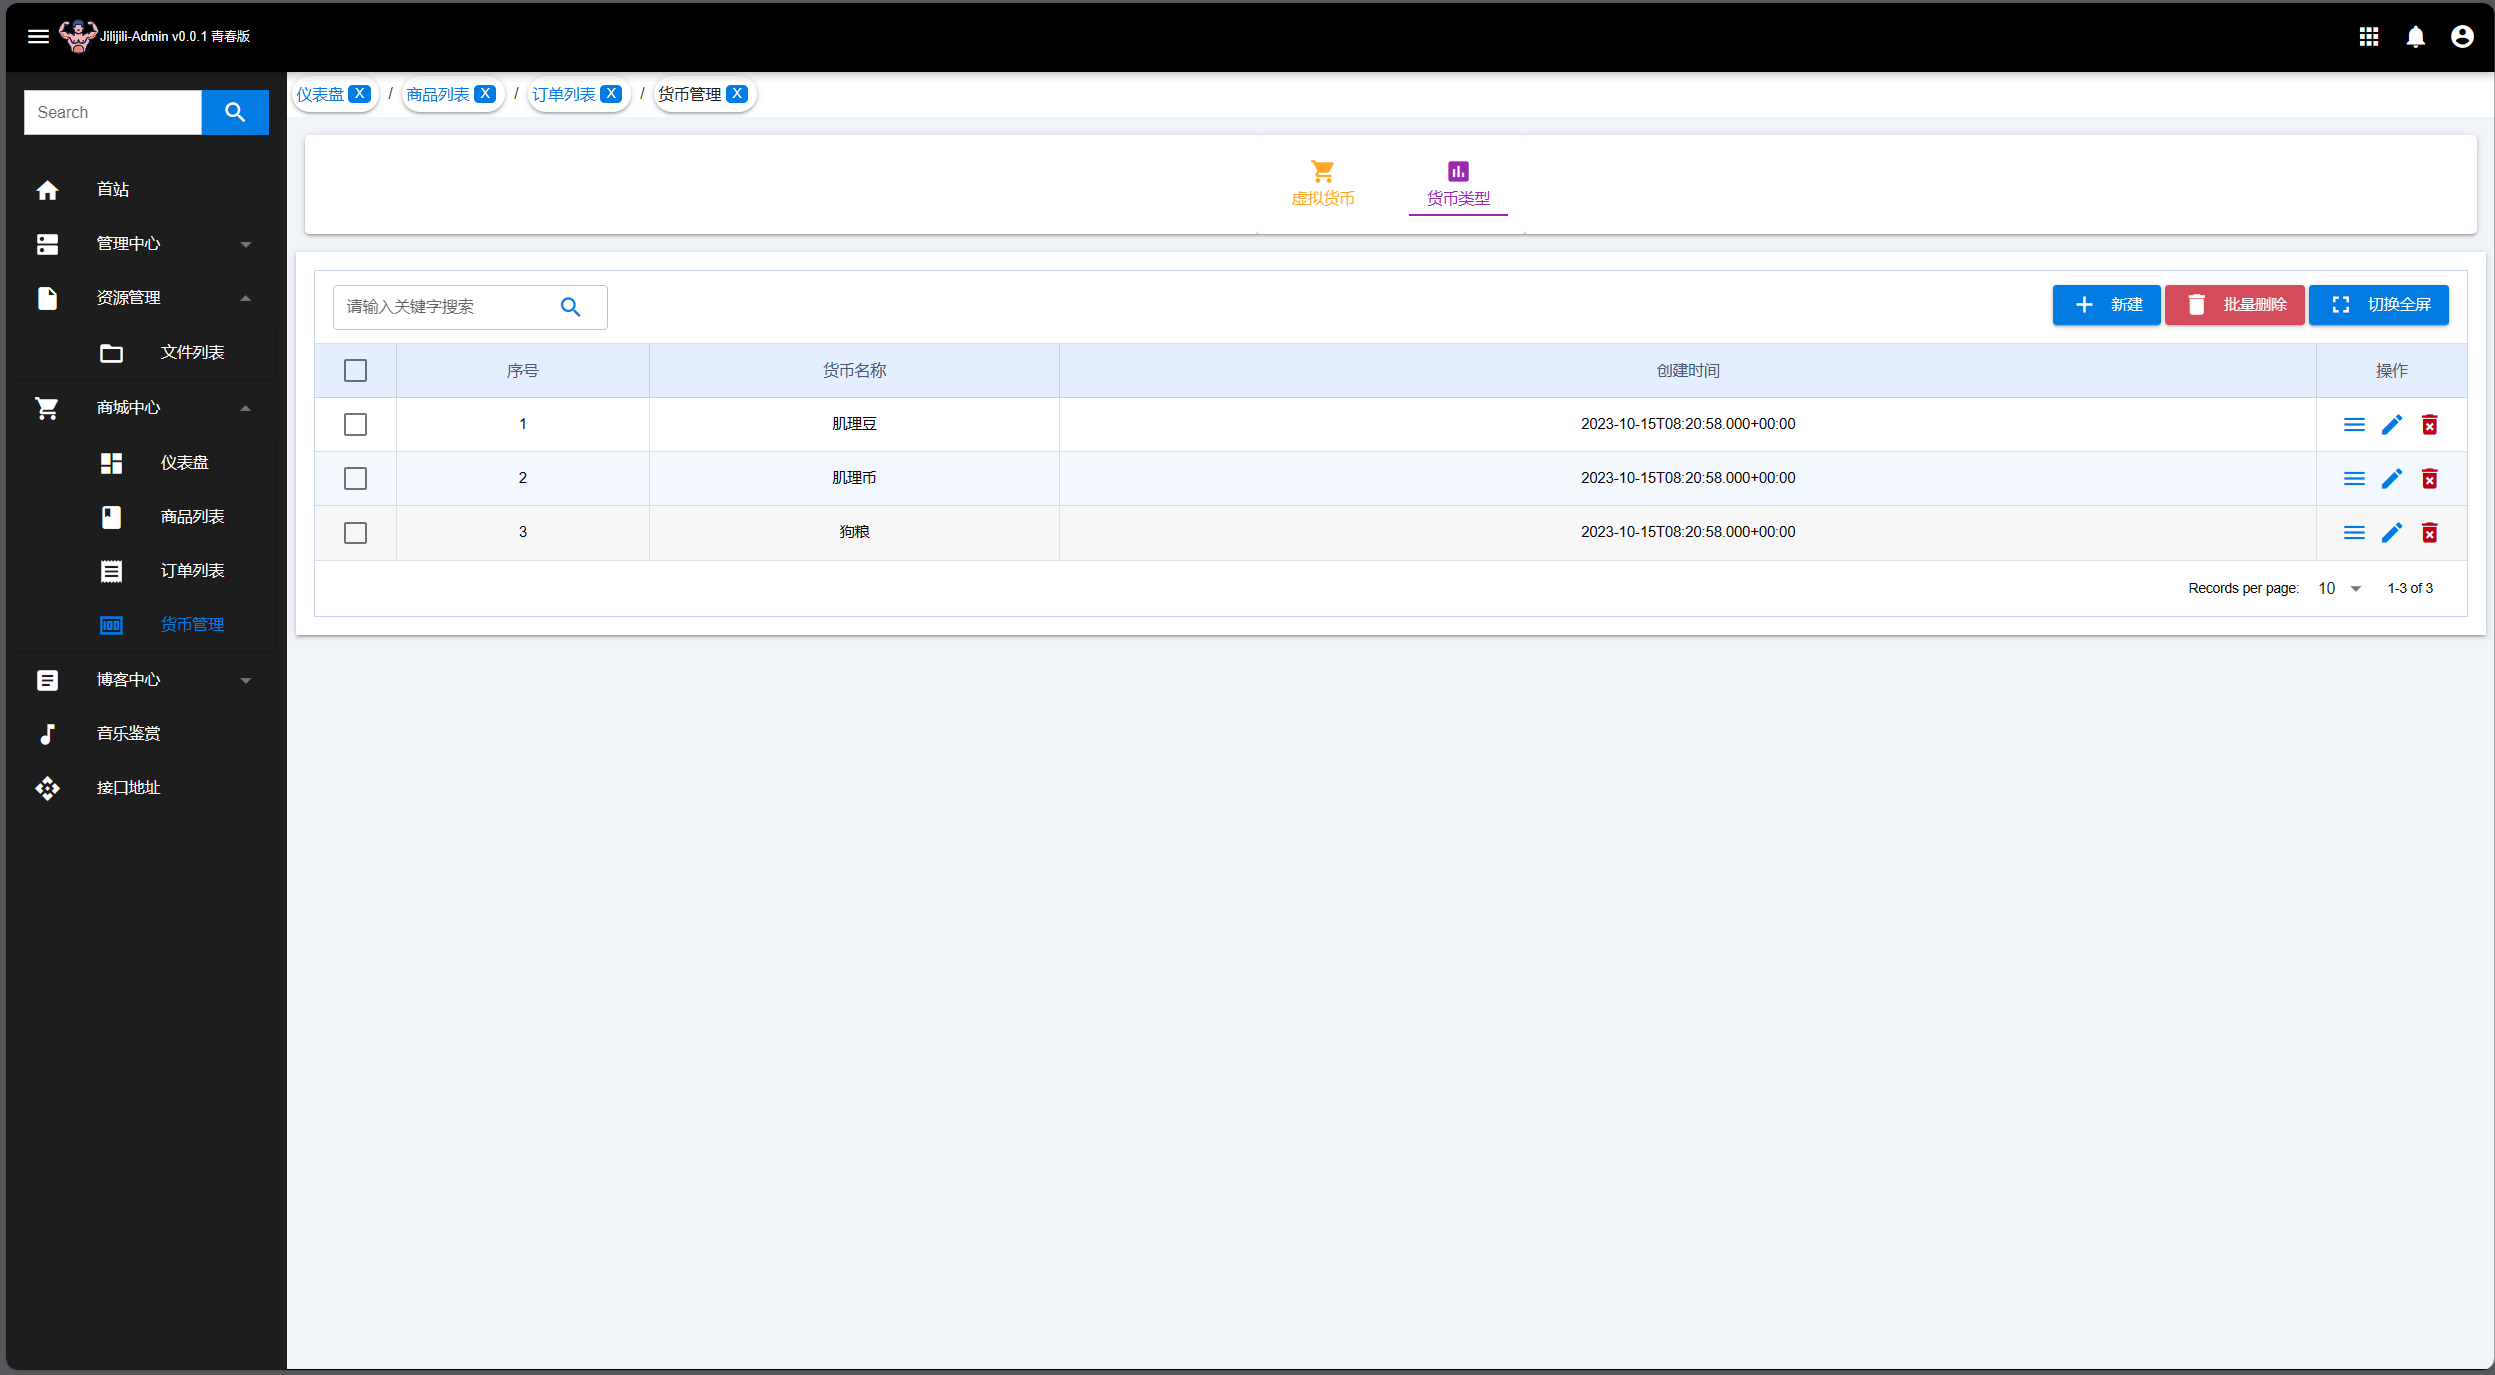 Jilijili-Admin v0.0.1 青春版
Search
首站
管理中心
资源管理
文件列表
商城中心
仪表盘
商品列表
订单列表
货币管理
博客中心
音乐鉴赏
接口地址
仪表盘 X / 商品列表 X / 订单列表 X / 货币管理 X
虚拟货币 货币类型
请输入关键字搜索 新建 批量删除 切换全屏
序号 货币名称 创建时间 操作
1 肌理豆 2023-10-15T08:20:58.000+00:00
2 肌理币 2023-10-15T08:20:58.000+00:00
3 狗粮 2023-10-15T08:20:58.000+00:00
Records per page: 10 1-3 of 3